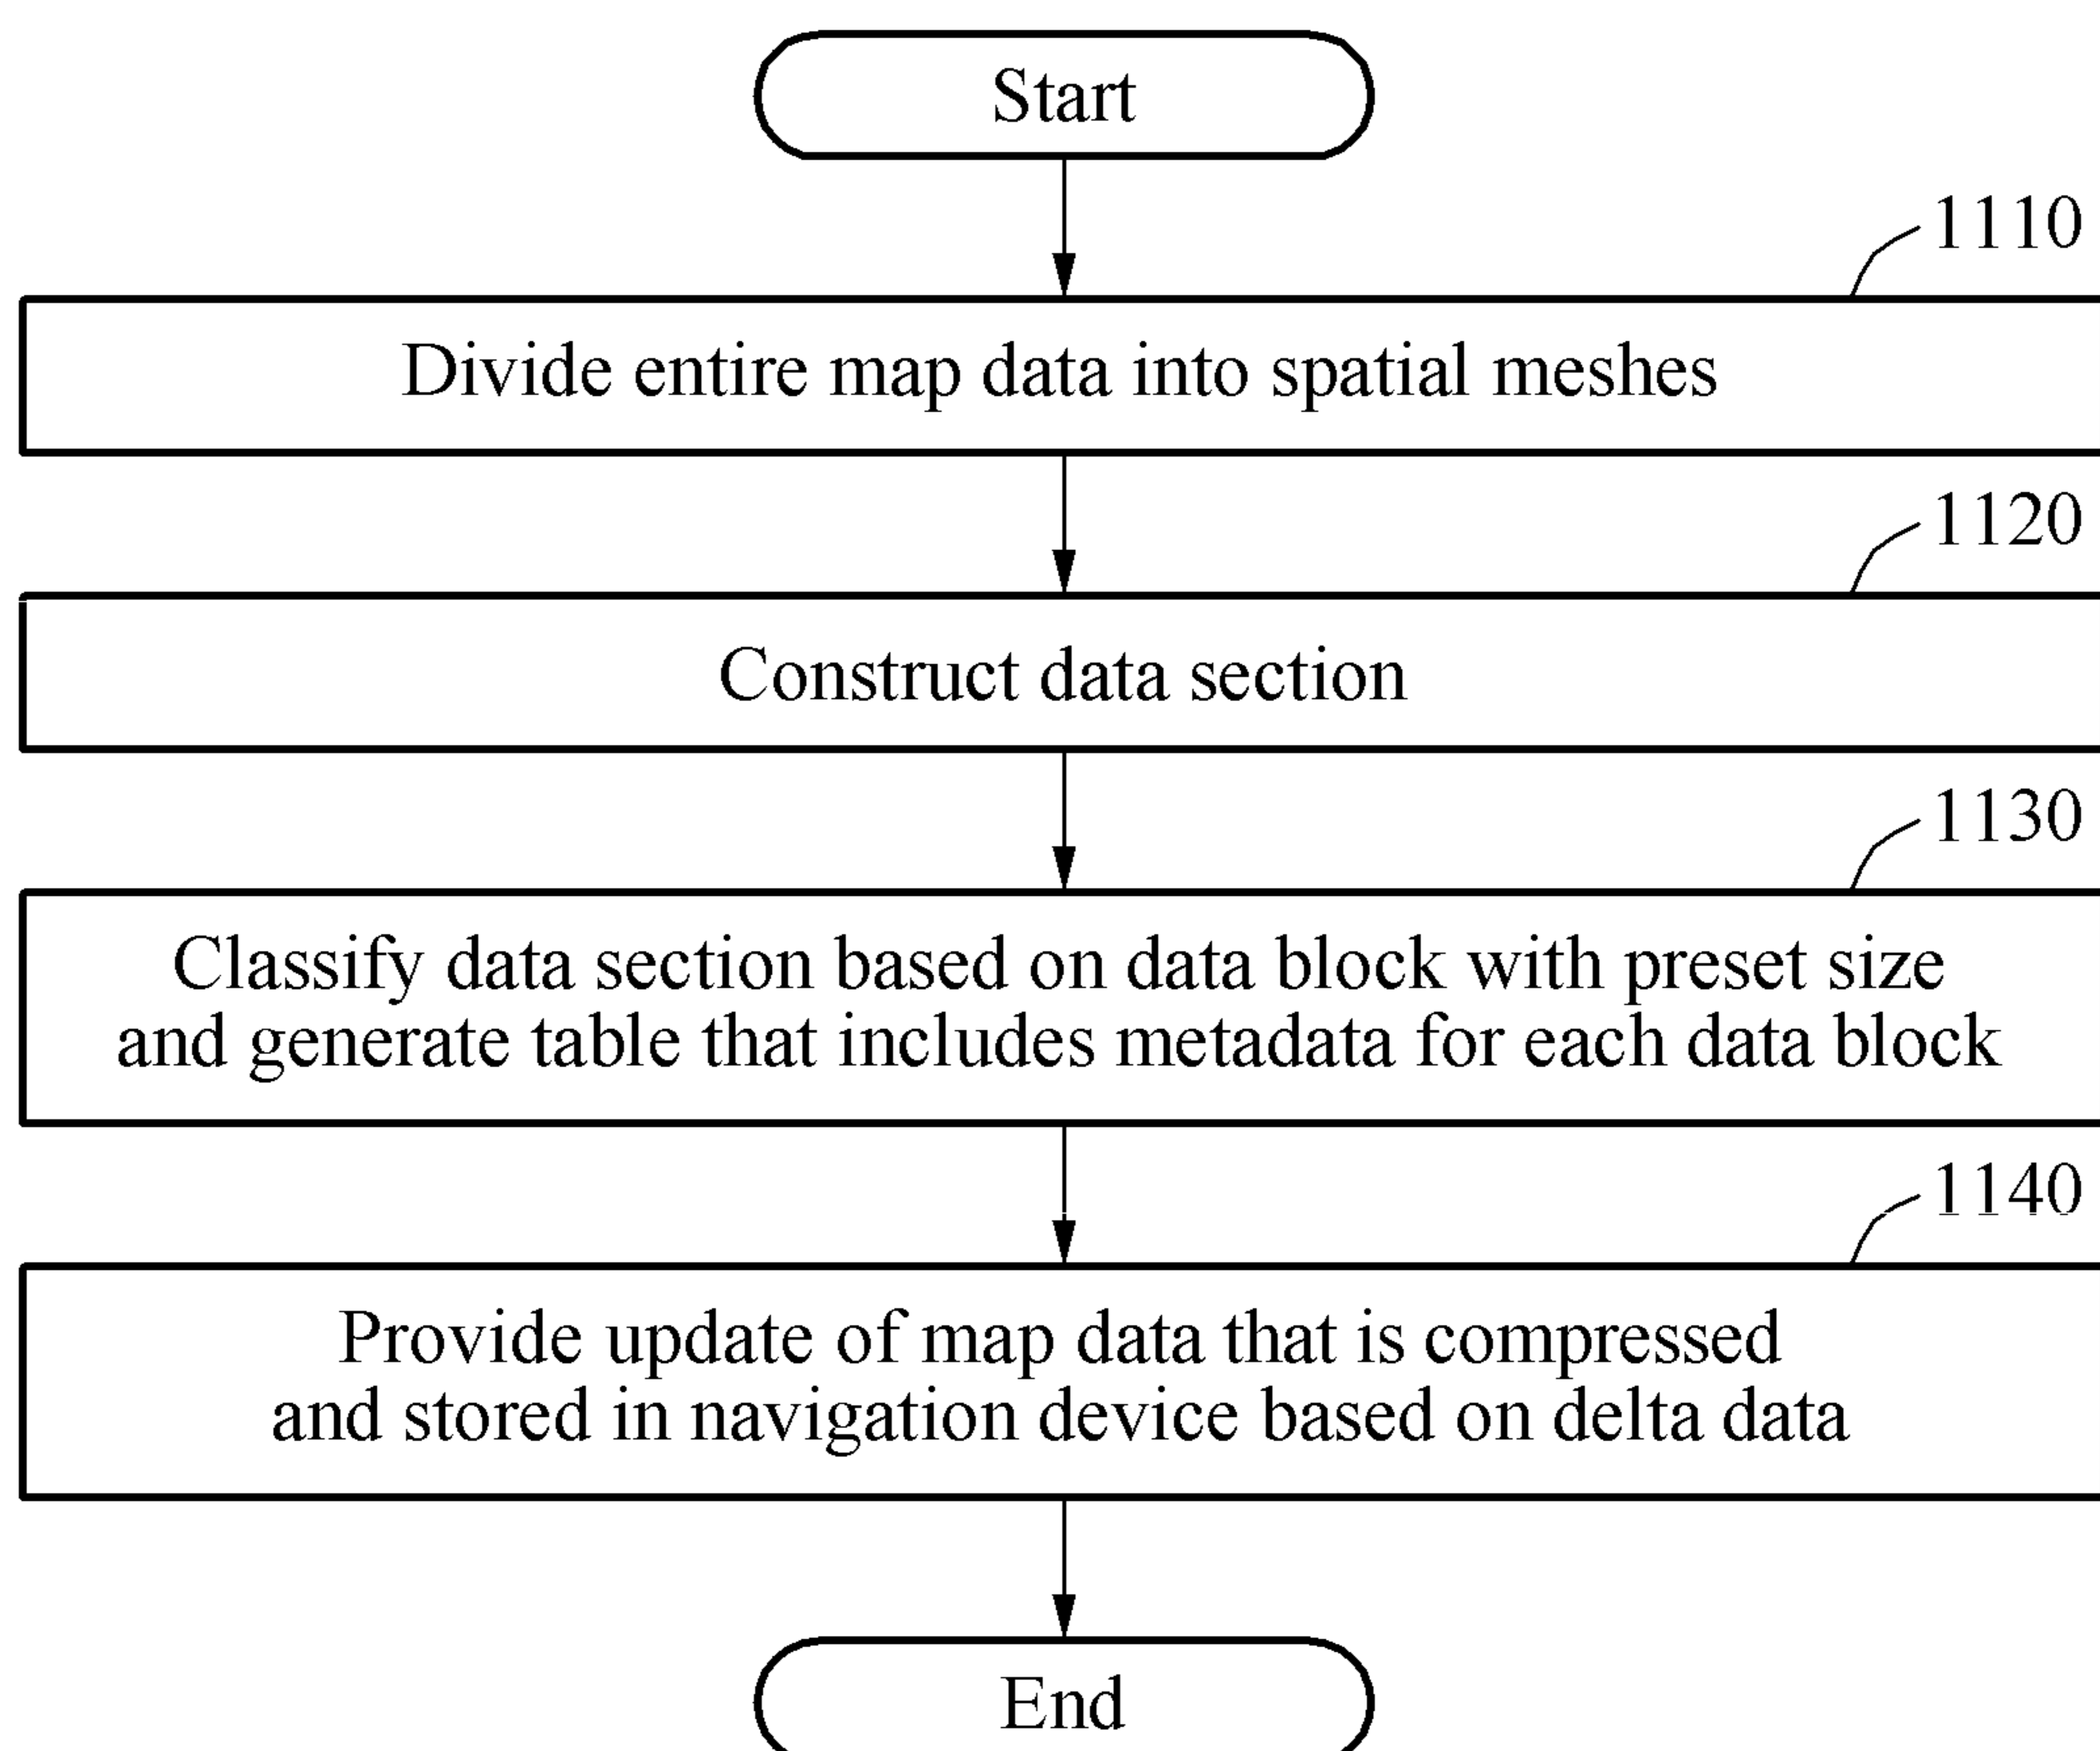 Start
1110
Divide entire map data into spatial meshes
1120
Construct data section
1130
Classify data section based on data block with preset size
and generate table that includes metadata for each data block
1140
Provide update of map data that is compressed
and stored in navigation device based on delta data
End